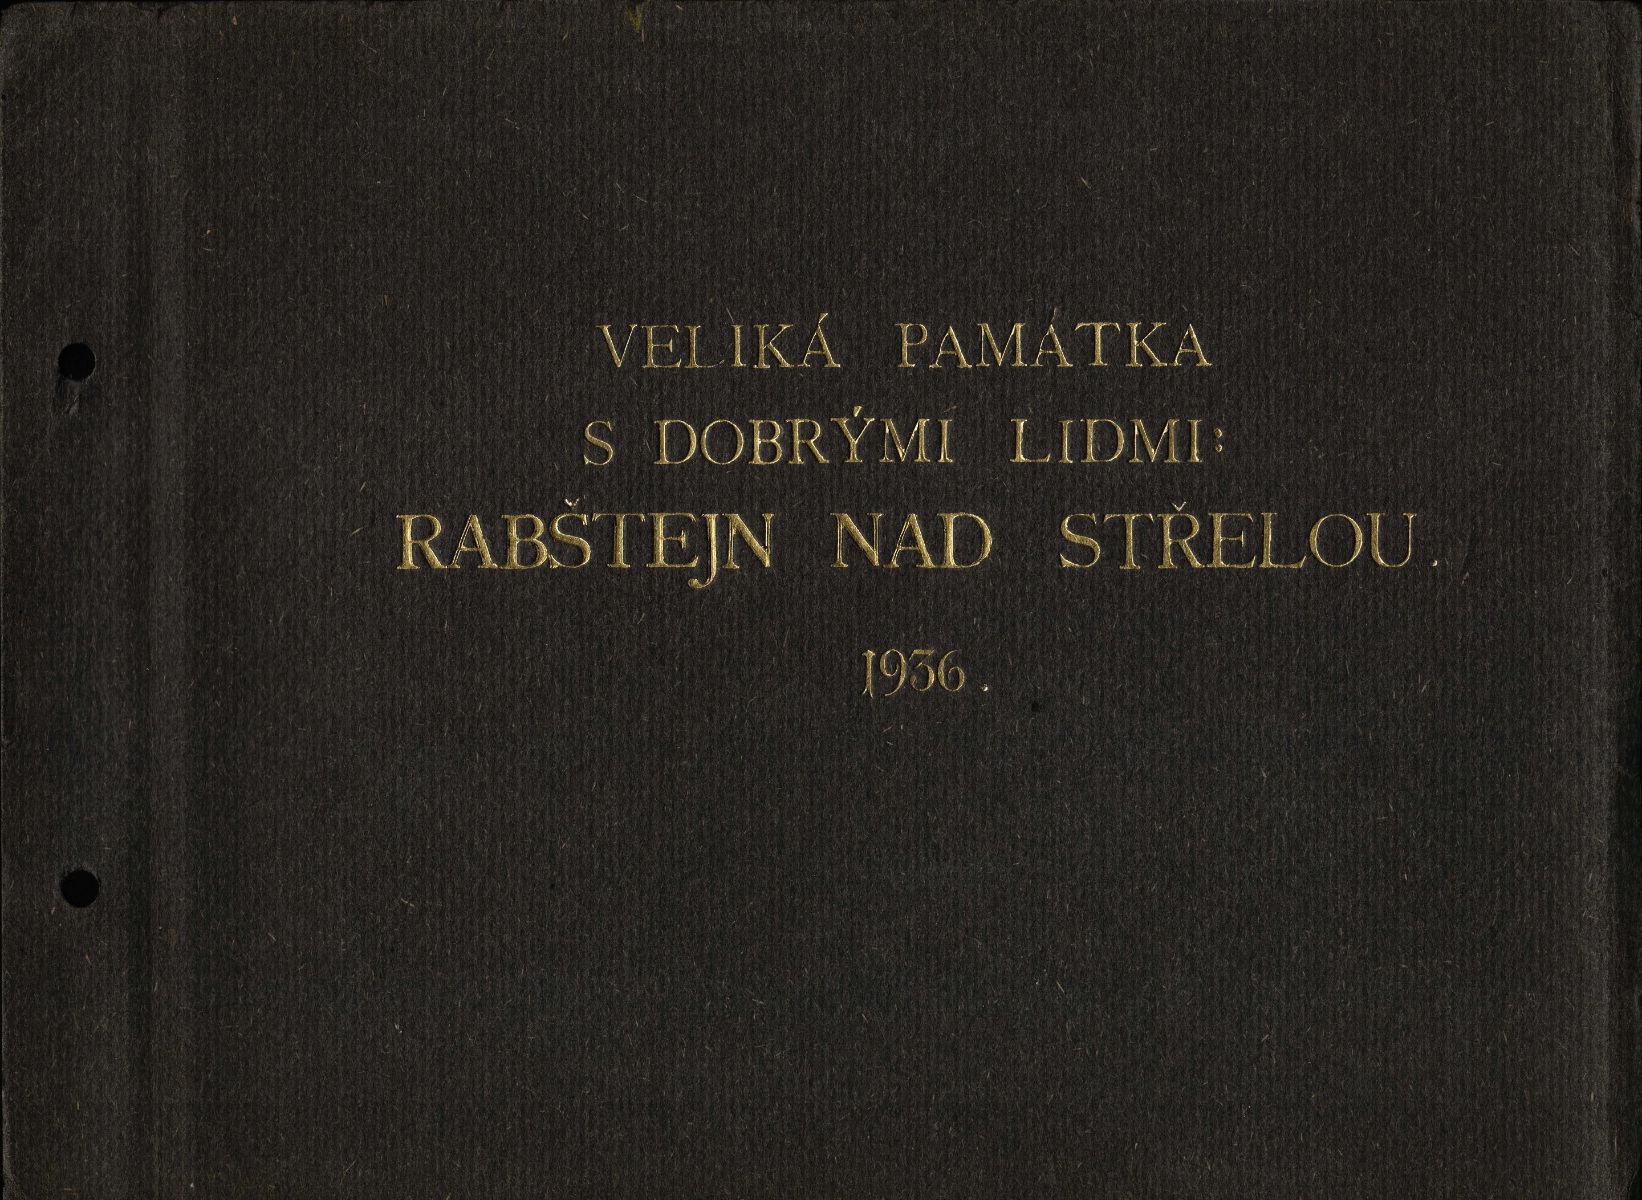 VELIKÁ PAMÁTKA
S DOBRÝMI LIDMI:
RABŠTEJN NAD STŘELOU.
1936.